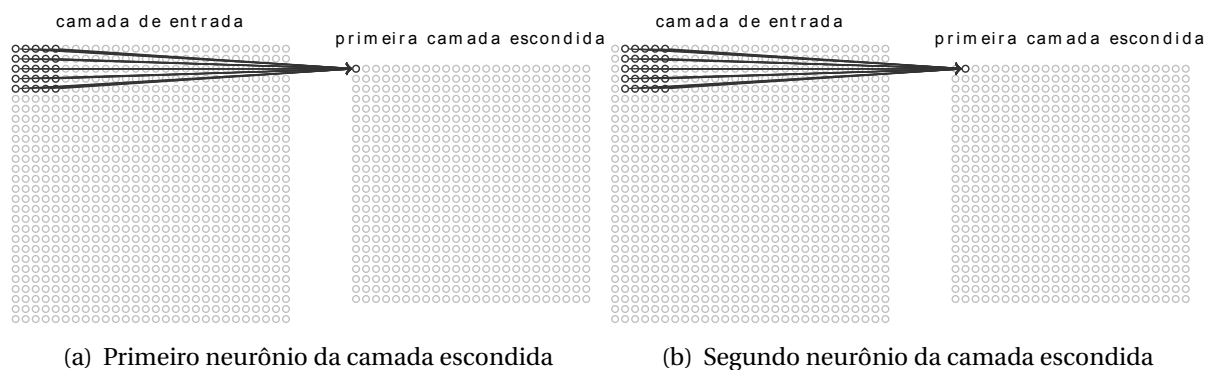 camada de entrada
primeira camada escondida
camada de entrada
primeira camada escondida
(a) Primeiro neurônio da camada escondida
(b) Segundo neurônio da camada escondida